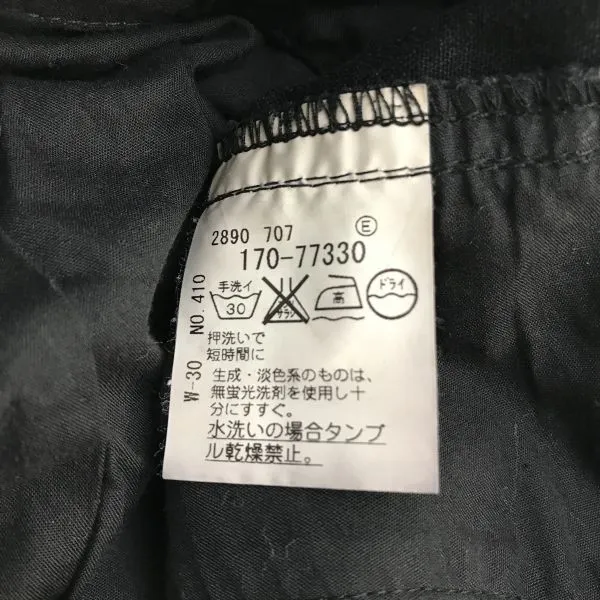 2890 707 Ⓔ
170-77330
手洗イ 30 サラシ 高 ドライ
押洗いで
短時間に
生成・淡色系のものは、
無蛍光洗剤を使用し十
分にすすぐ。
水洗いの場合タンブ
ル乾燥禁止。
W-30 NO.410